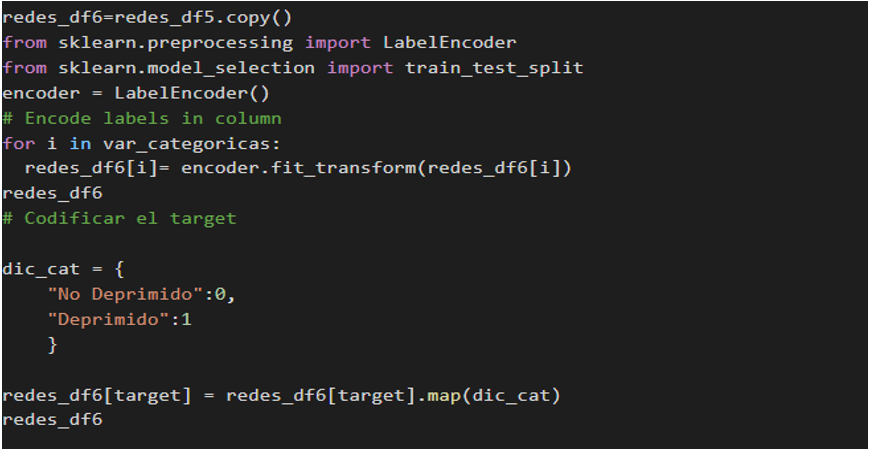 redes_df6=redes_df5.copy()
from sklearn.preprocessing import LabelEncoder
from sklearn.model_selection import train_test_split
encoder = LabelEncoder()
# Encode labels in column
for i in var_categoricas:
  redes_df6[i]= encoder.fit_transform(redes_df6[i])
redes_df6
# Codificar el target
dic_cat = {
    "No Deprimido":0,
    "Deprimido":1
    }
redes_df6[target] = redes_df6[target].map(dic_cat)
redes_df6